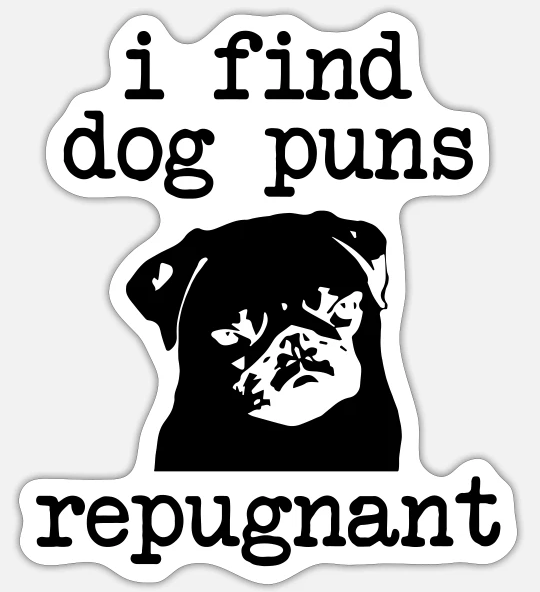 i find
dog puns
repugnant